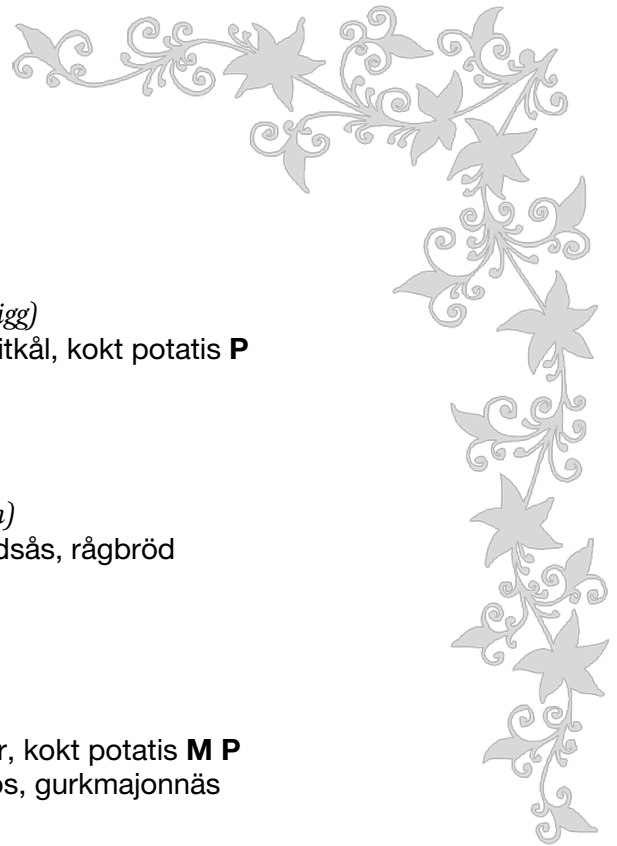 igg)
itkål, kokt potatis P
n)
dsås, rågbröd
r, kokt potatis M P
os, gurkmajonnäs